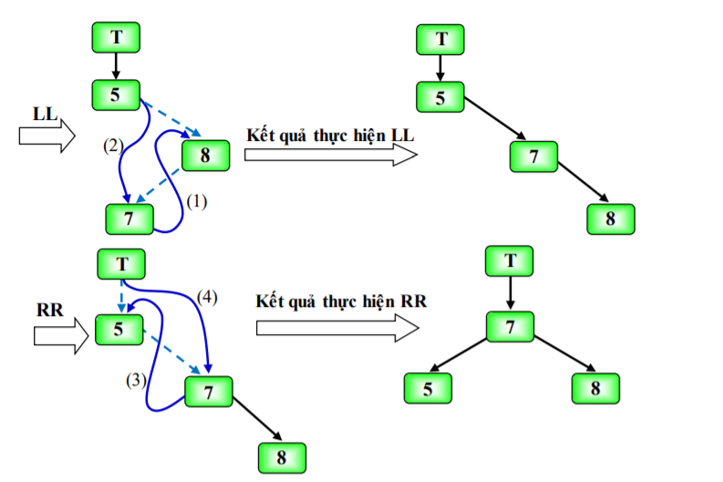 T
T
5
5
LL
(2)
8
Kết quả thực hiện LL
7
(1)
7
8
T
T
(4)
RR
5
Kết quả thực hiện RR
7
(3)
7
5
8
8